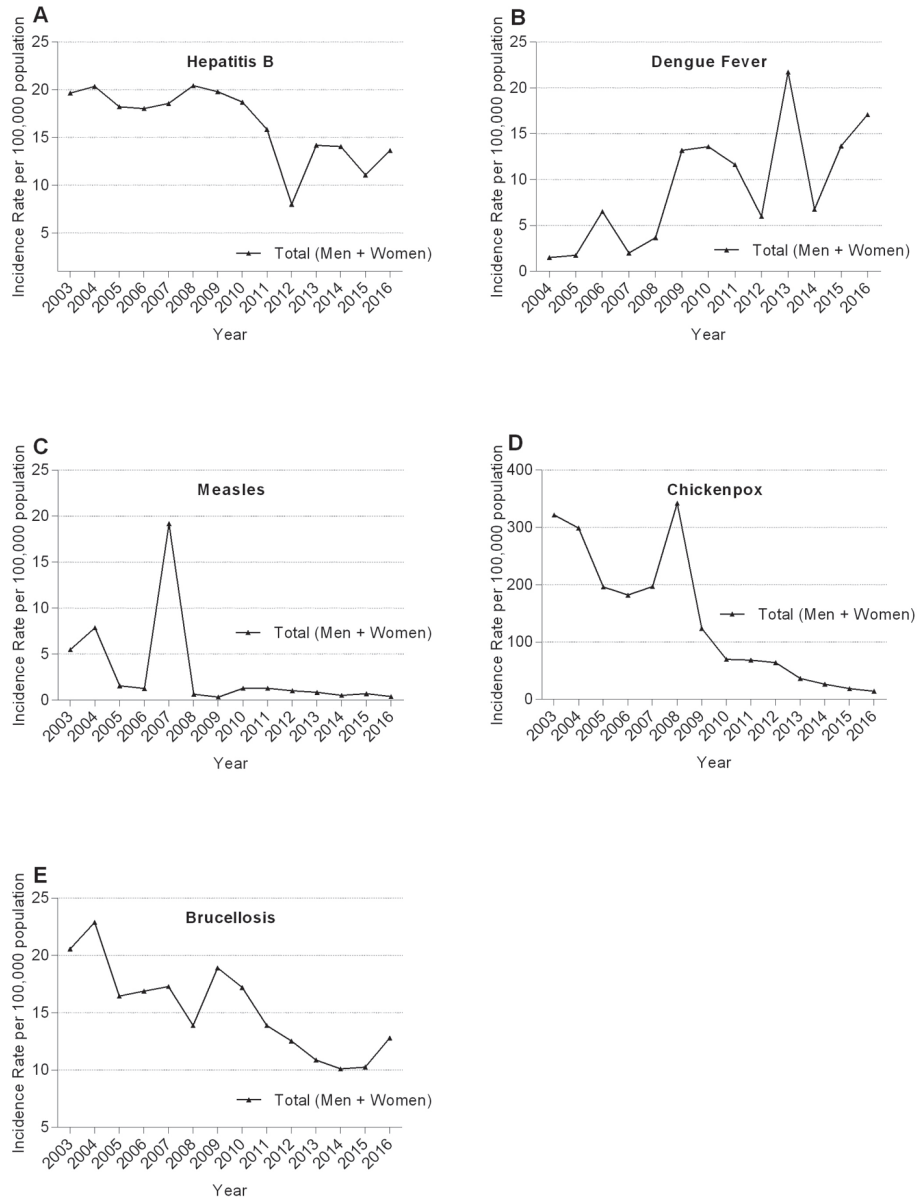 A
Incidence Rate per 100,000 population
25
20
15
10
5
Hepatitis B
Total (Men + Women)
2003 2004 2005 2006 2007 2008 2009 2010 2011 2012 2013 2014 2015 2016
Year
B
Incidence Rate per 100,000 population
25
20
15
10
5
0
Dengue Fever
Total (Men + Women)
2004 2005 2006 2007 2008 2009 2010 2011 2012 2013 2014 2015 2016
Year
C
Incidence Rate per 100,000 population
25
20
15
10
5
0
Measles
Total (Men + Women)
2003 2004 2005 2006 2007 2008 2009 2010 2011 2012 2013 2014 2015 2016
Year
D
Incidence Rate per 100,000 population
400
300
200
100
0
Chickenpox
Total (Men + Women)
2003 2004 2005 2006 2007 2008 2009 2010 2011 2012 2013 2014 2015 2016
Year
E
Incidence Rate per 100,000 population
25
20
15
10
5
Brucellosis
Total (Men + Women)
2003 2004 2005 2006 2007 2008 2009 2010 2011 2012 2013 2014 2015 2016
Year